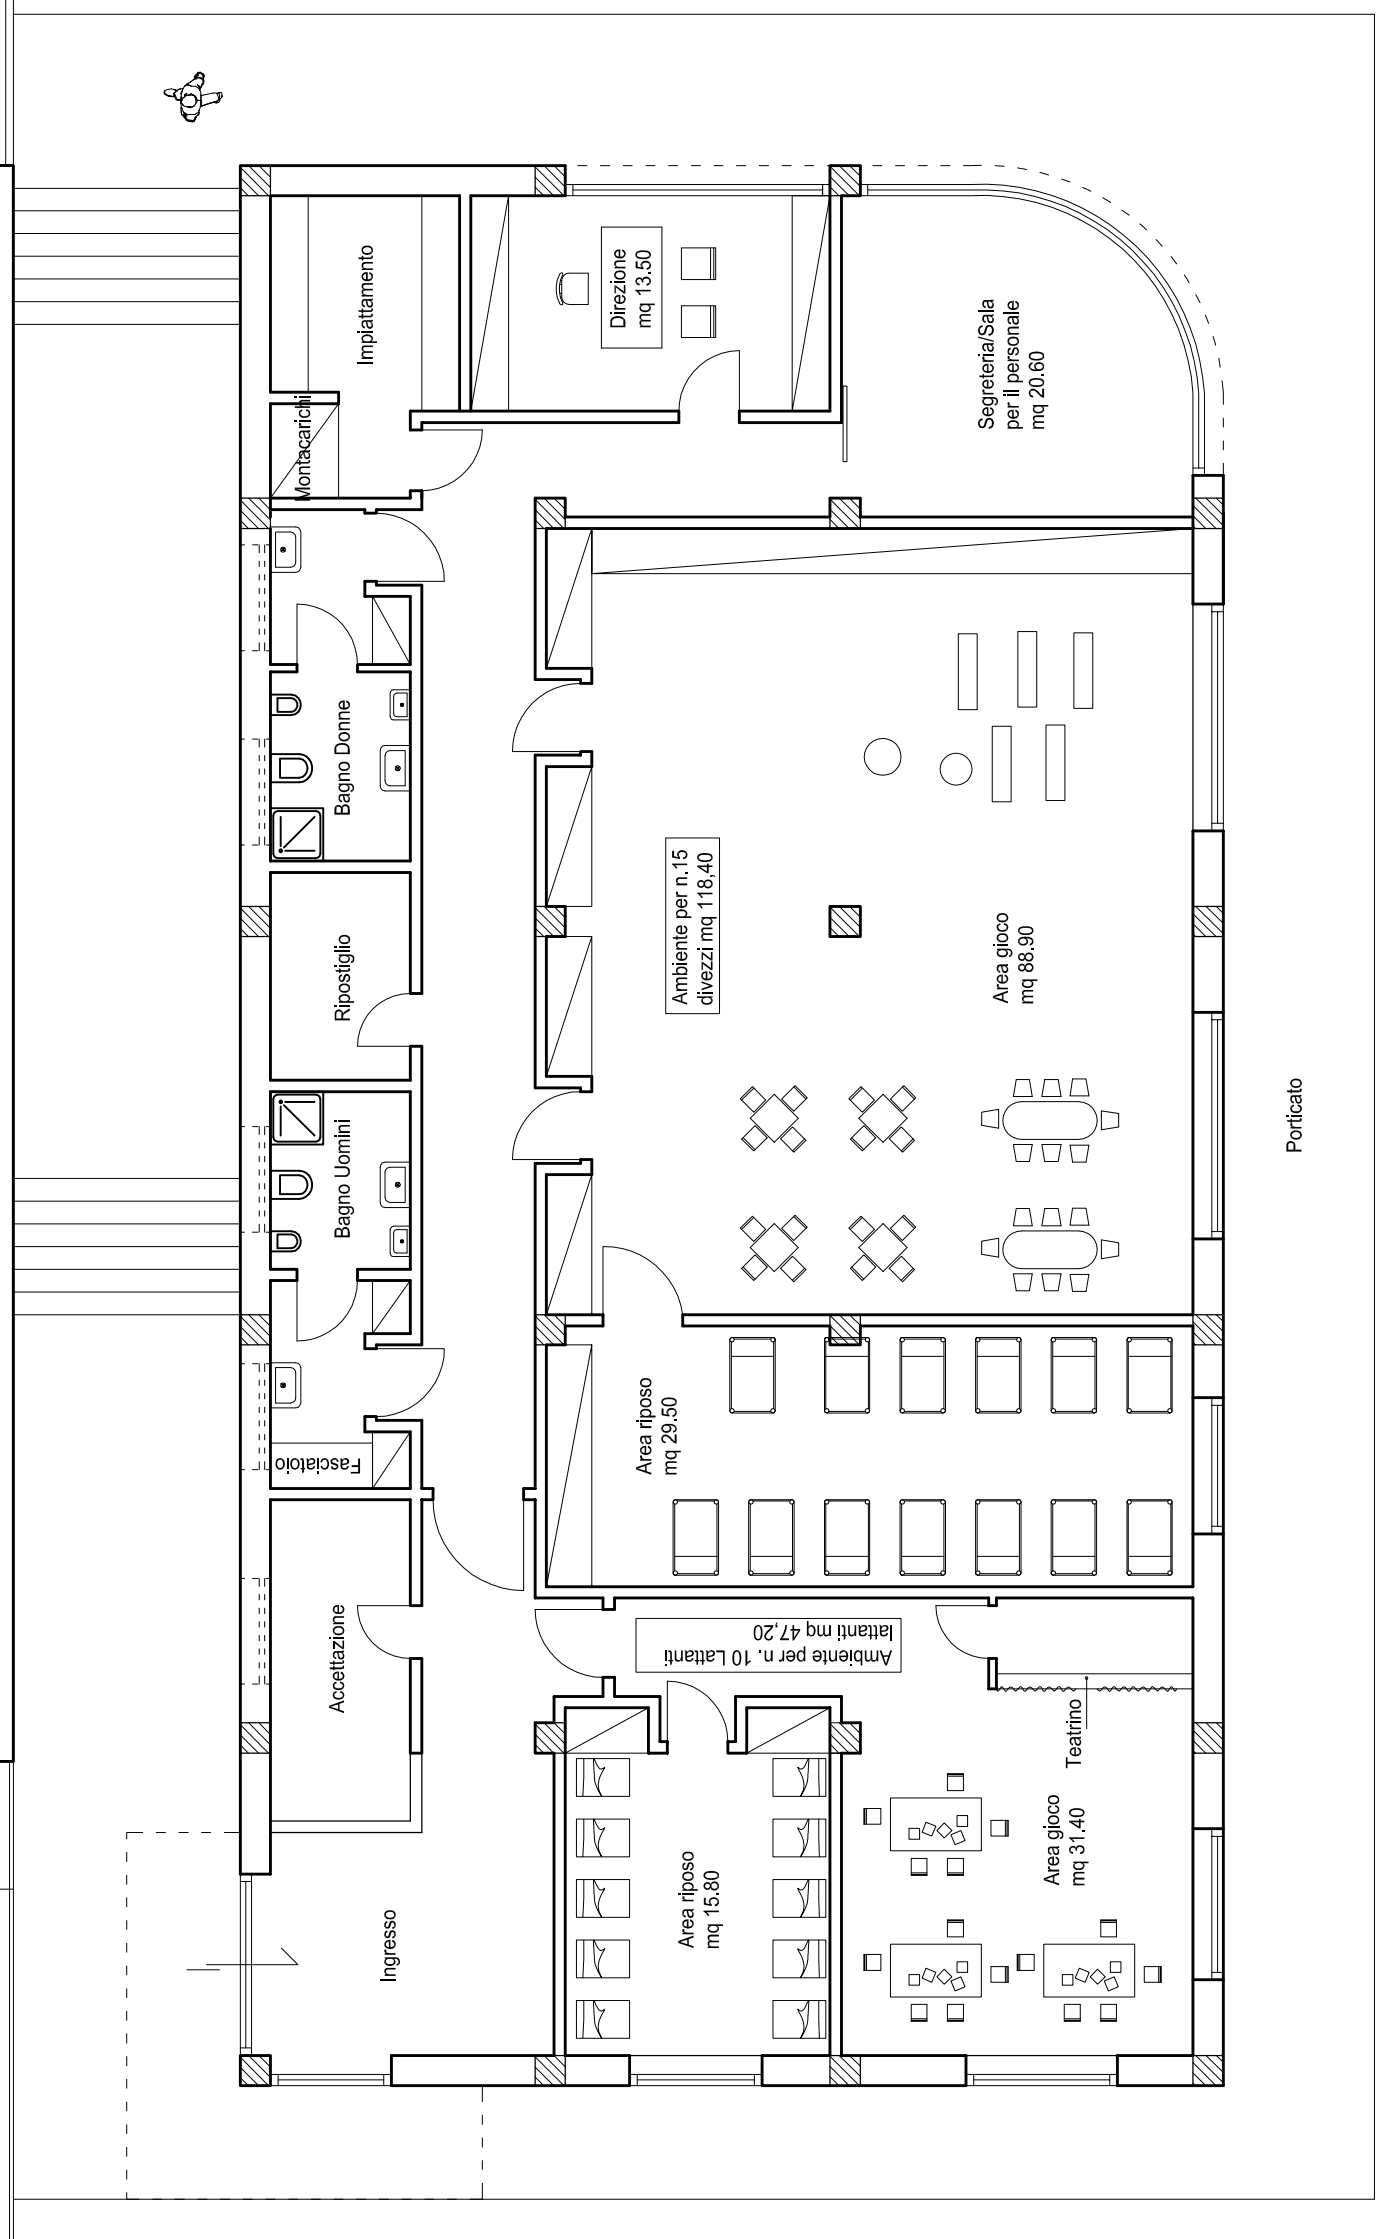 Impiattamento
Montacarichi
Direzione
mq 13.50
Segreteria/Sala
per il personale
mq 20.60
Bagno Donne
Ripostiglio
Bagno Uomini
Fasciatoio
Accettazione
Ingresso
Ambiente per n.15
divezzi mq 118,40
Area gioco
mq 88.90
Area riposo
mq 29.50
Ambiente per n. 10 Lattanti
lattanti mq 47,20
Teatrino
Area riposo
mq 15.80
Area gioco
mq 31.40
Porticato